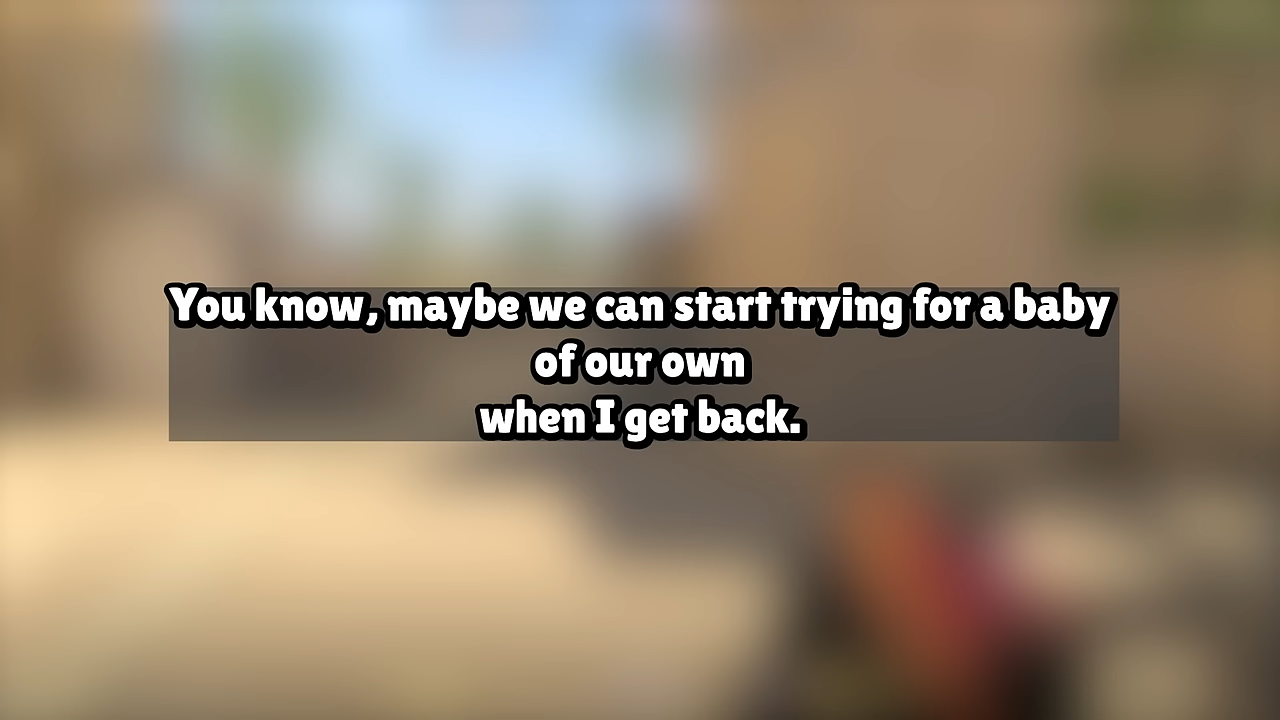 You know, maybe we can start trying for a baby
of our own
when I get back.